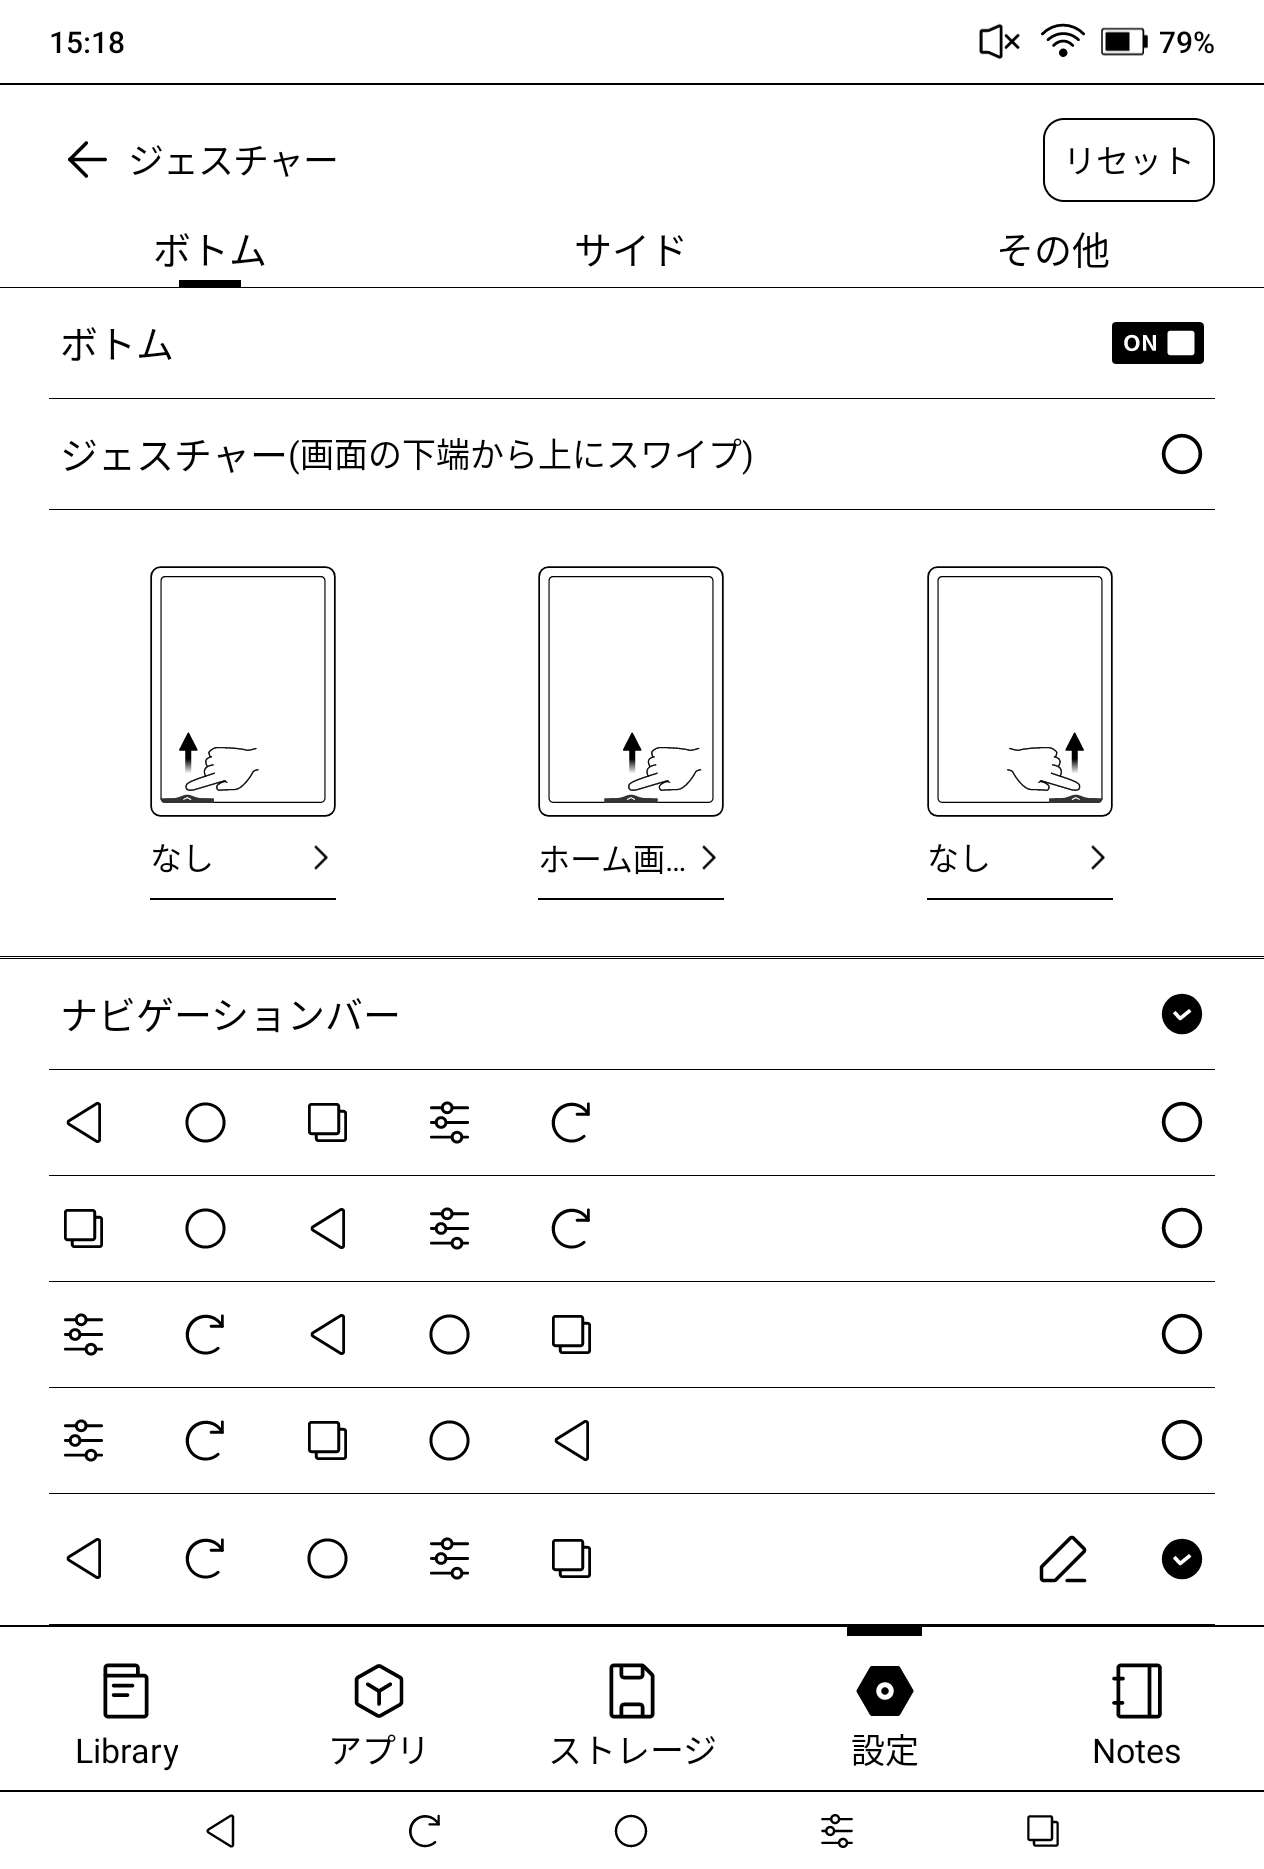 15:18 79%
ジェスチャー リセット
ボトム サイド その他
ボトム ON
ジェスチャー(画面の下端から上にスワイプ)
なし ホーム画... なし
ナビゲーションバー
Library アプリ ストレージ 設定 Notes